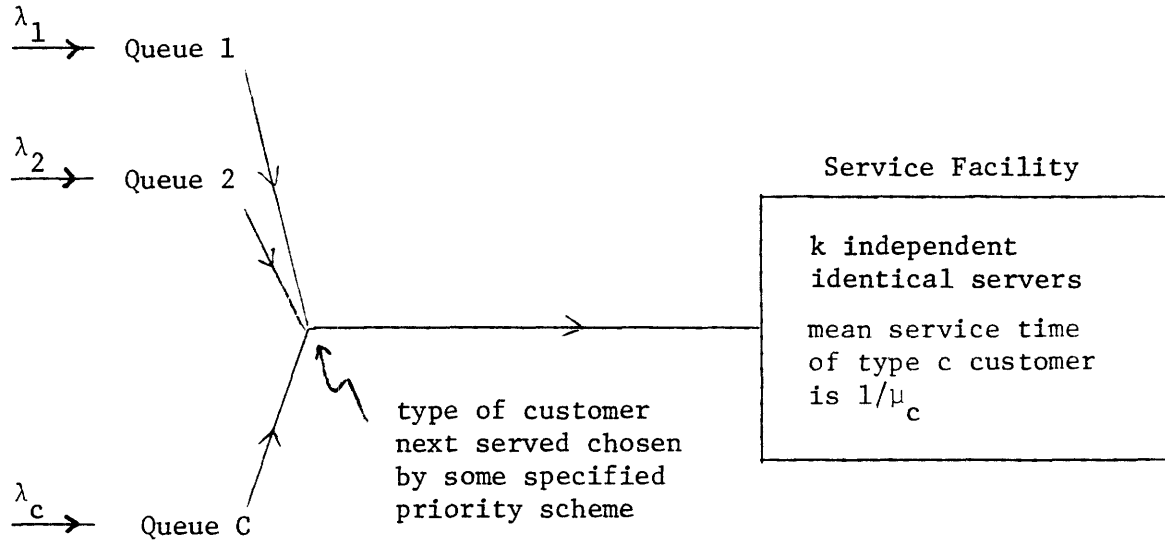 λ1
Queue 1
λ2
Queue 2
Service Facility
k independent
identical servers
mean service time
of type c customer
is 1/μc
type of customer
next served chosen
by some specified
priority scheme
λc
Queue C